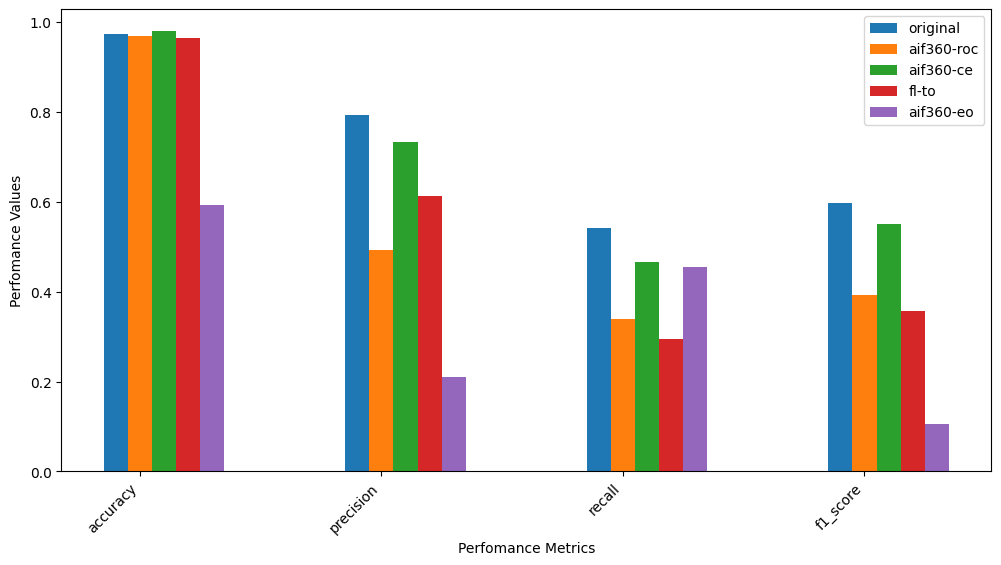 1.0
0.8
0.6
0.4
0.2
0.0
Perfomance Values
original
aif360-roc
aif360-ce
fl-to
aif360-eo
accuracy
precision
recall
f1_score
Perfomance Metrics